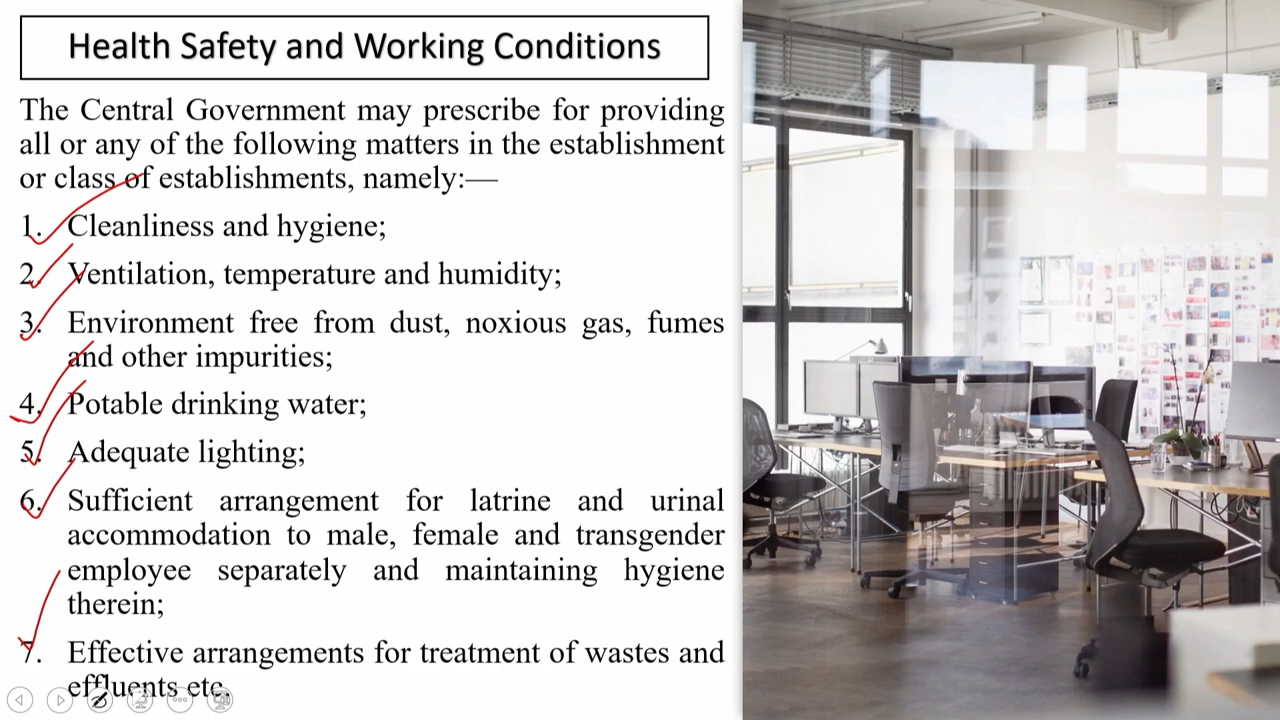 Health Safety and Working Conditions
The Central Government may prescribe for providing
all or any of the following matters in the establishment
or class of establishments, namely:—
1. Cleanliness and hygiene;
2. Ventilation, temperature and humidity;
3. Environment free from dust, noxious gas, fumes
and other impurities;
4. Potable drinking water;
5. Adequate lighting;
6. Sufficient arrangement for latrine and urinal
accommodation to male, female and transgender
employee separately and maintaining hygiene
therein;
7. Effective arrangements for treatment of wastes and
effluents etc.